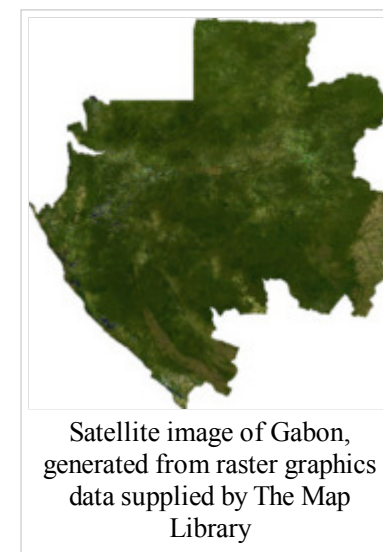 Satellite image of Gabon,
generated from raster graphics
data supplied by The Map
Library